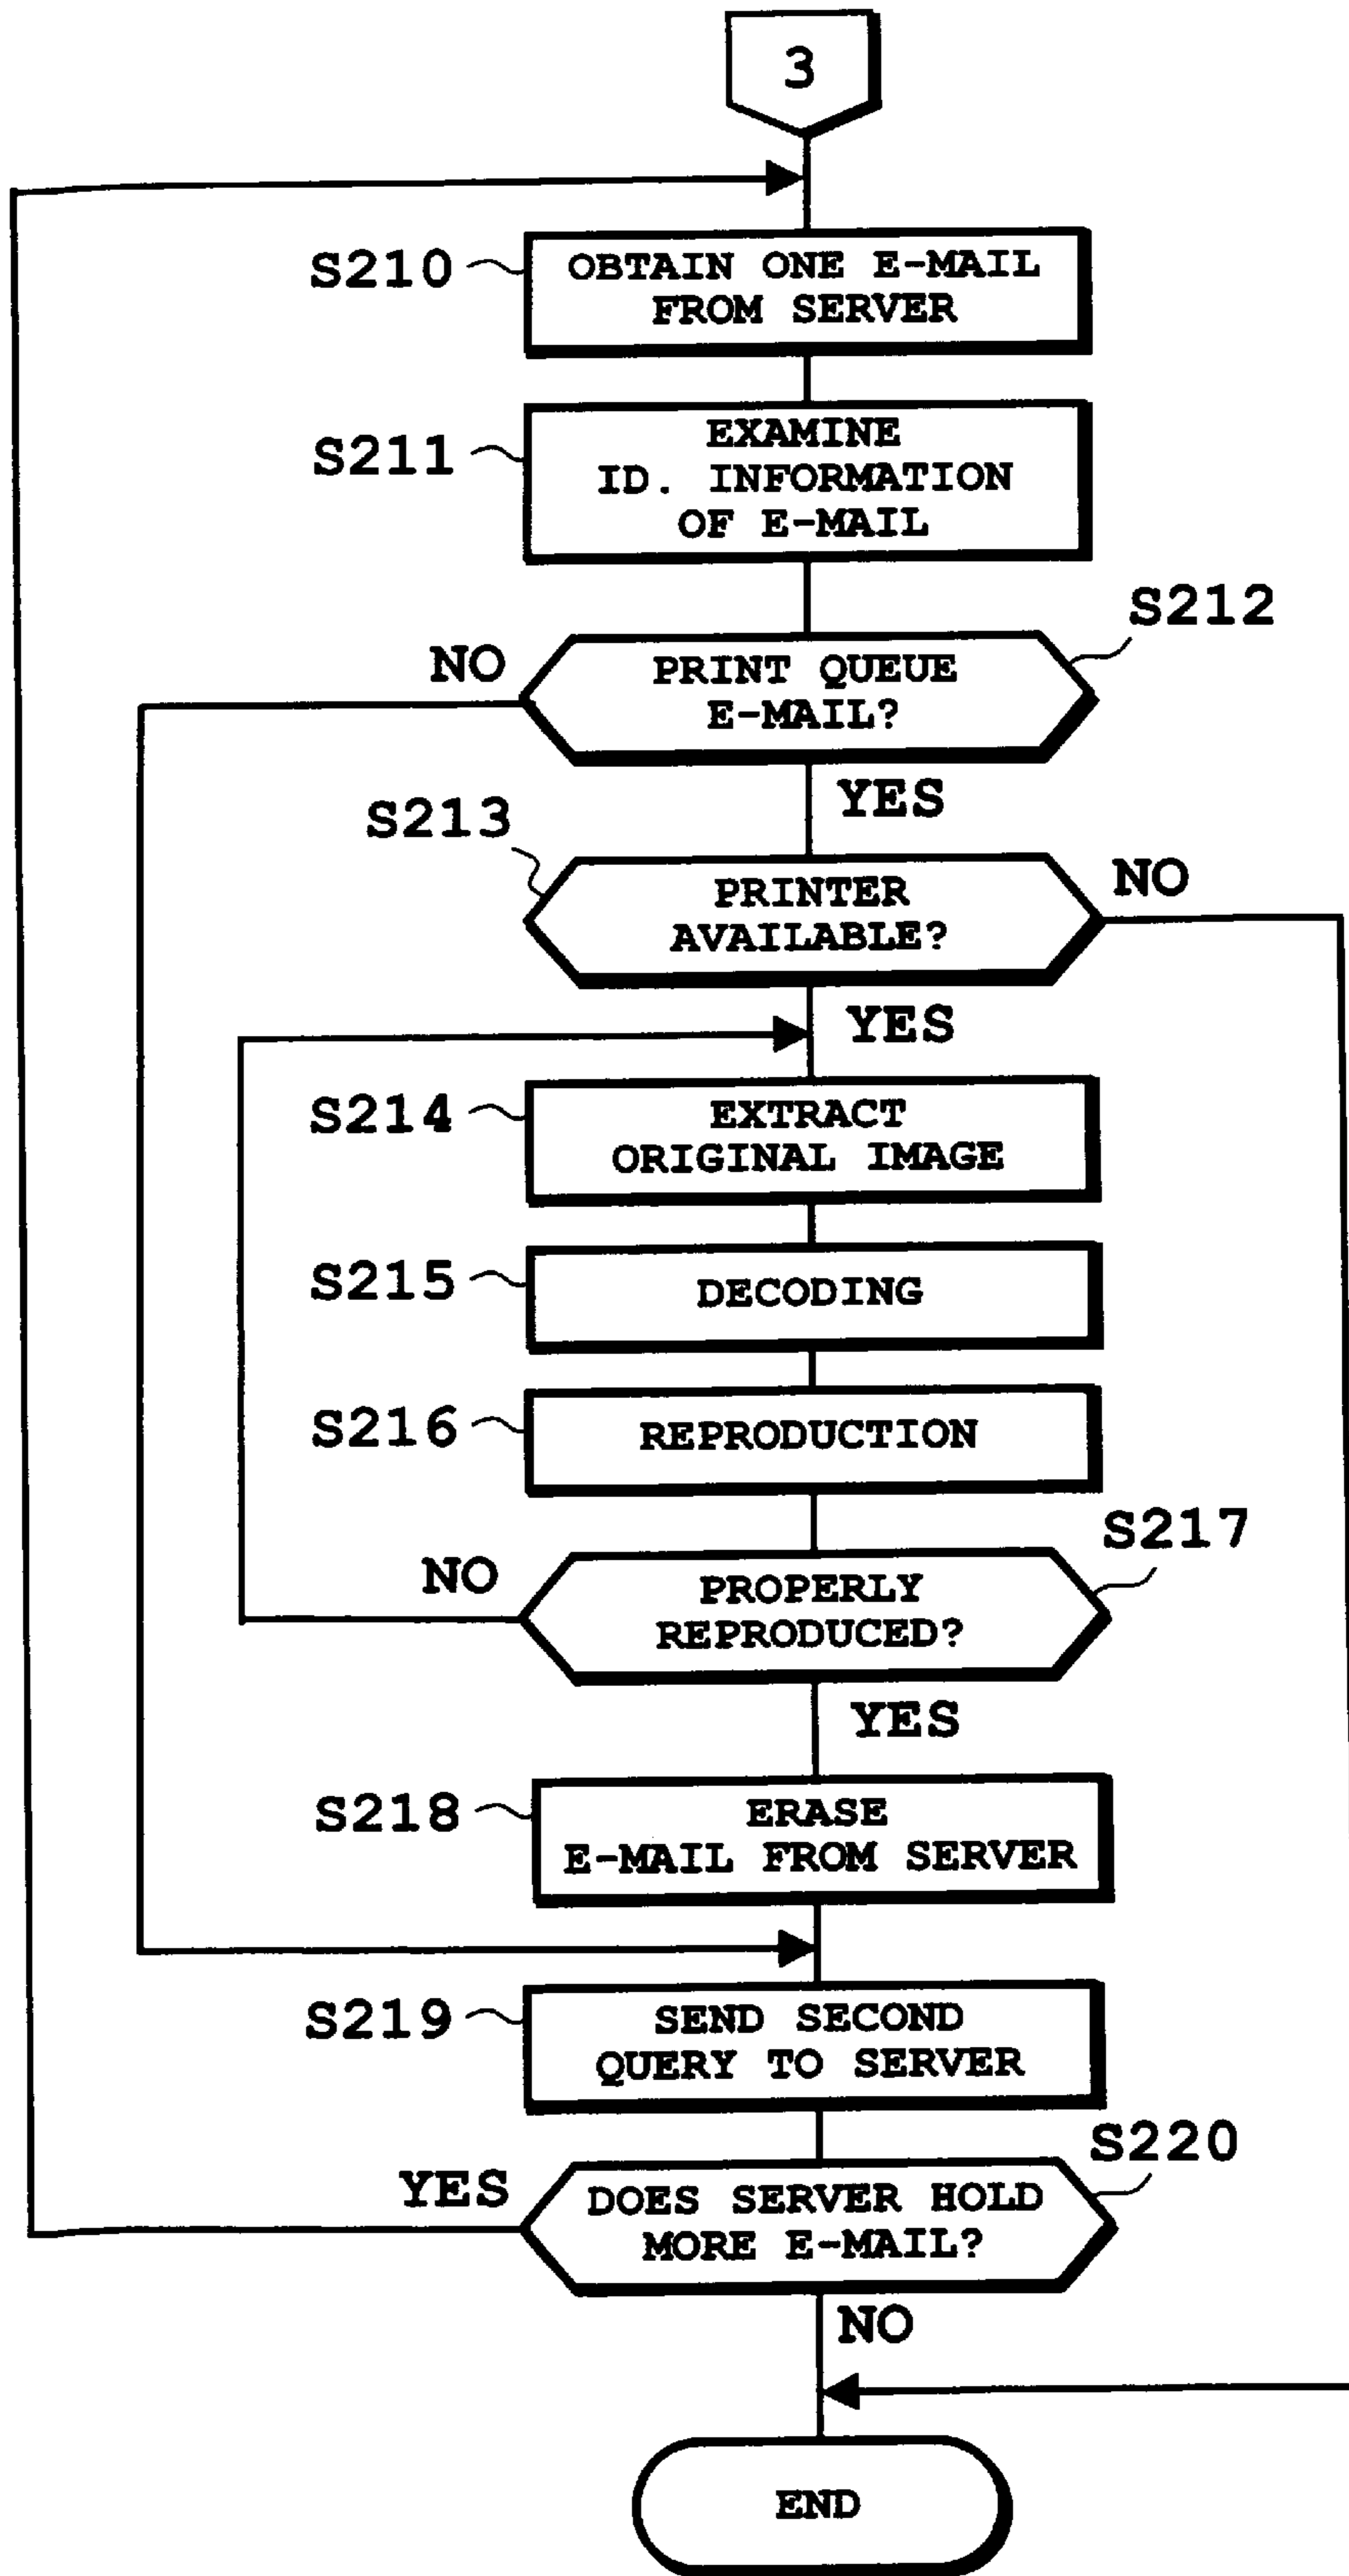 3
S210
OBTAIN ONE E-MAIL
FROM SERVER
S211
EXAMINE
ID. INFORMATION
OF E-MAIL
S212
NO
PRINT QUEUE
E-MAIL?
YES
S213
PRINTER
AVAILABLE?
NO
YES
S214
EXTRACT
ORIGINAL IMAGE
S215
DECODING
S216
REPRODUCTION
S217
NO
PROPERLY
REPRODUCED?
YES
S218
ERASE
E-MAIL FROM SERVER
S219
SEND SECOND
QUERY TO SERVER
S220
YES
DOES SERVER HOLD
MORE E-MAIL?
NO
END